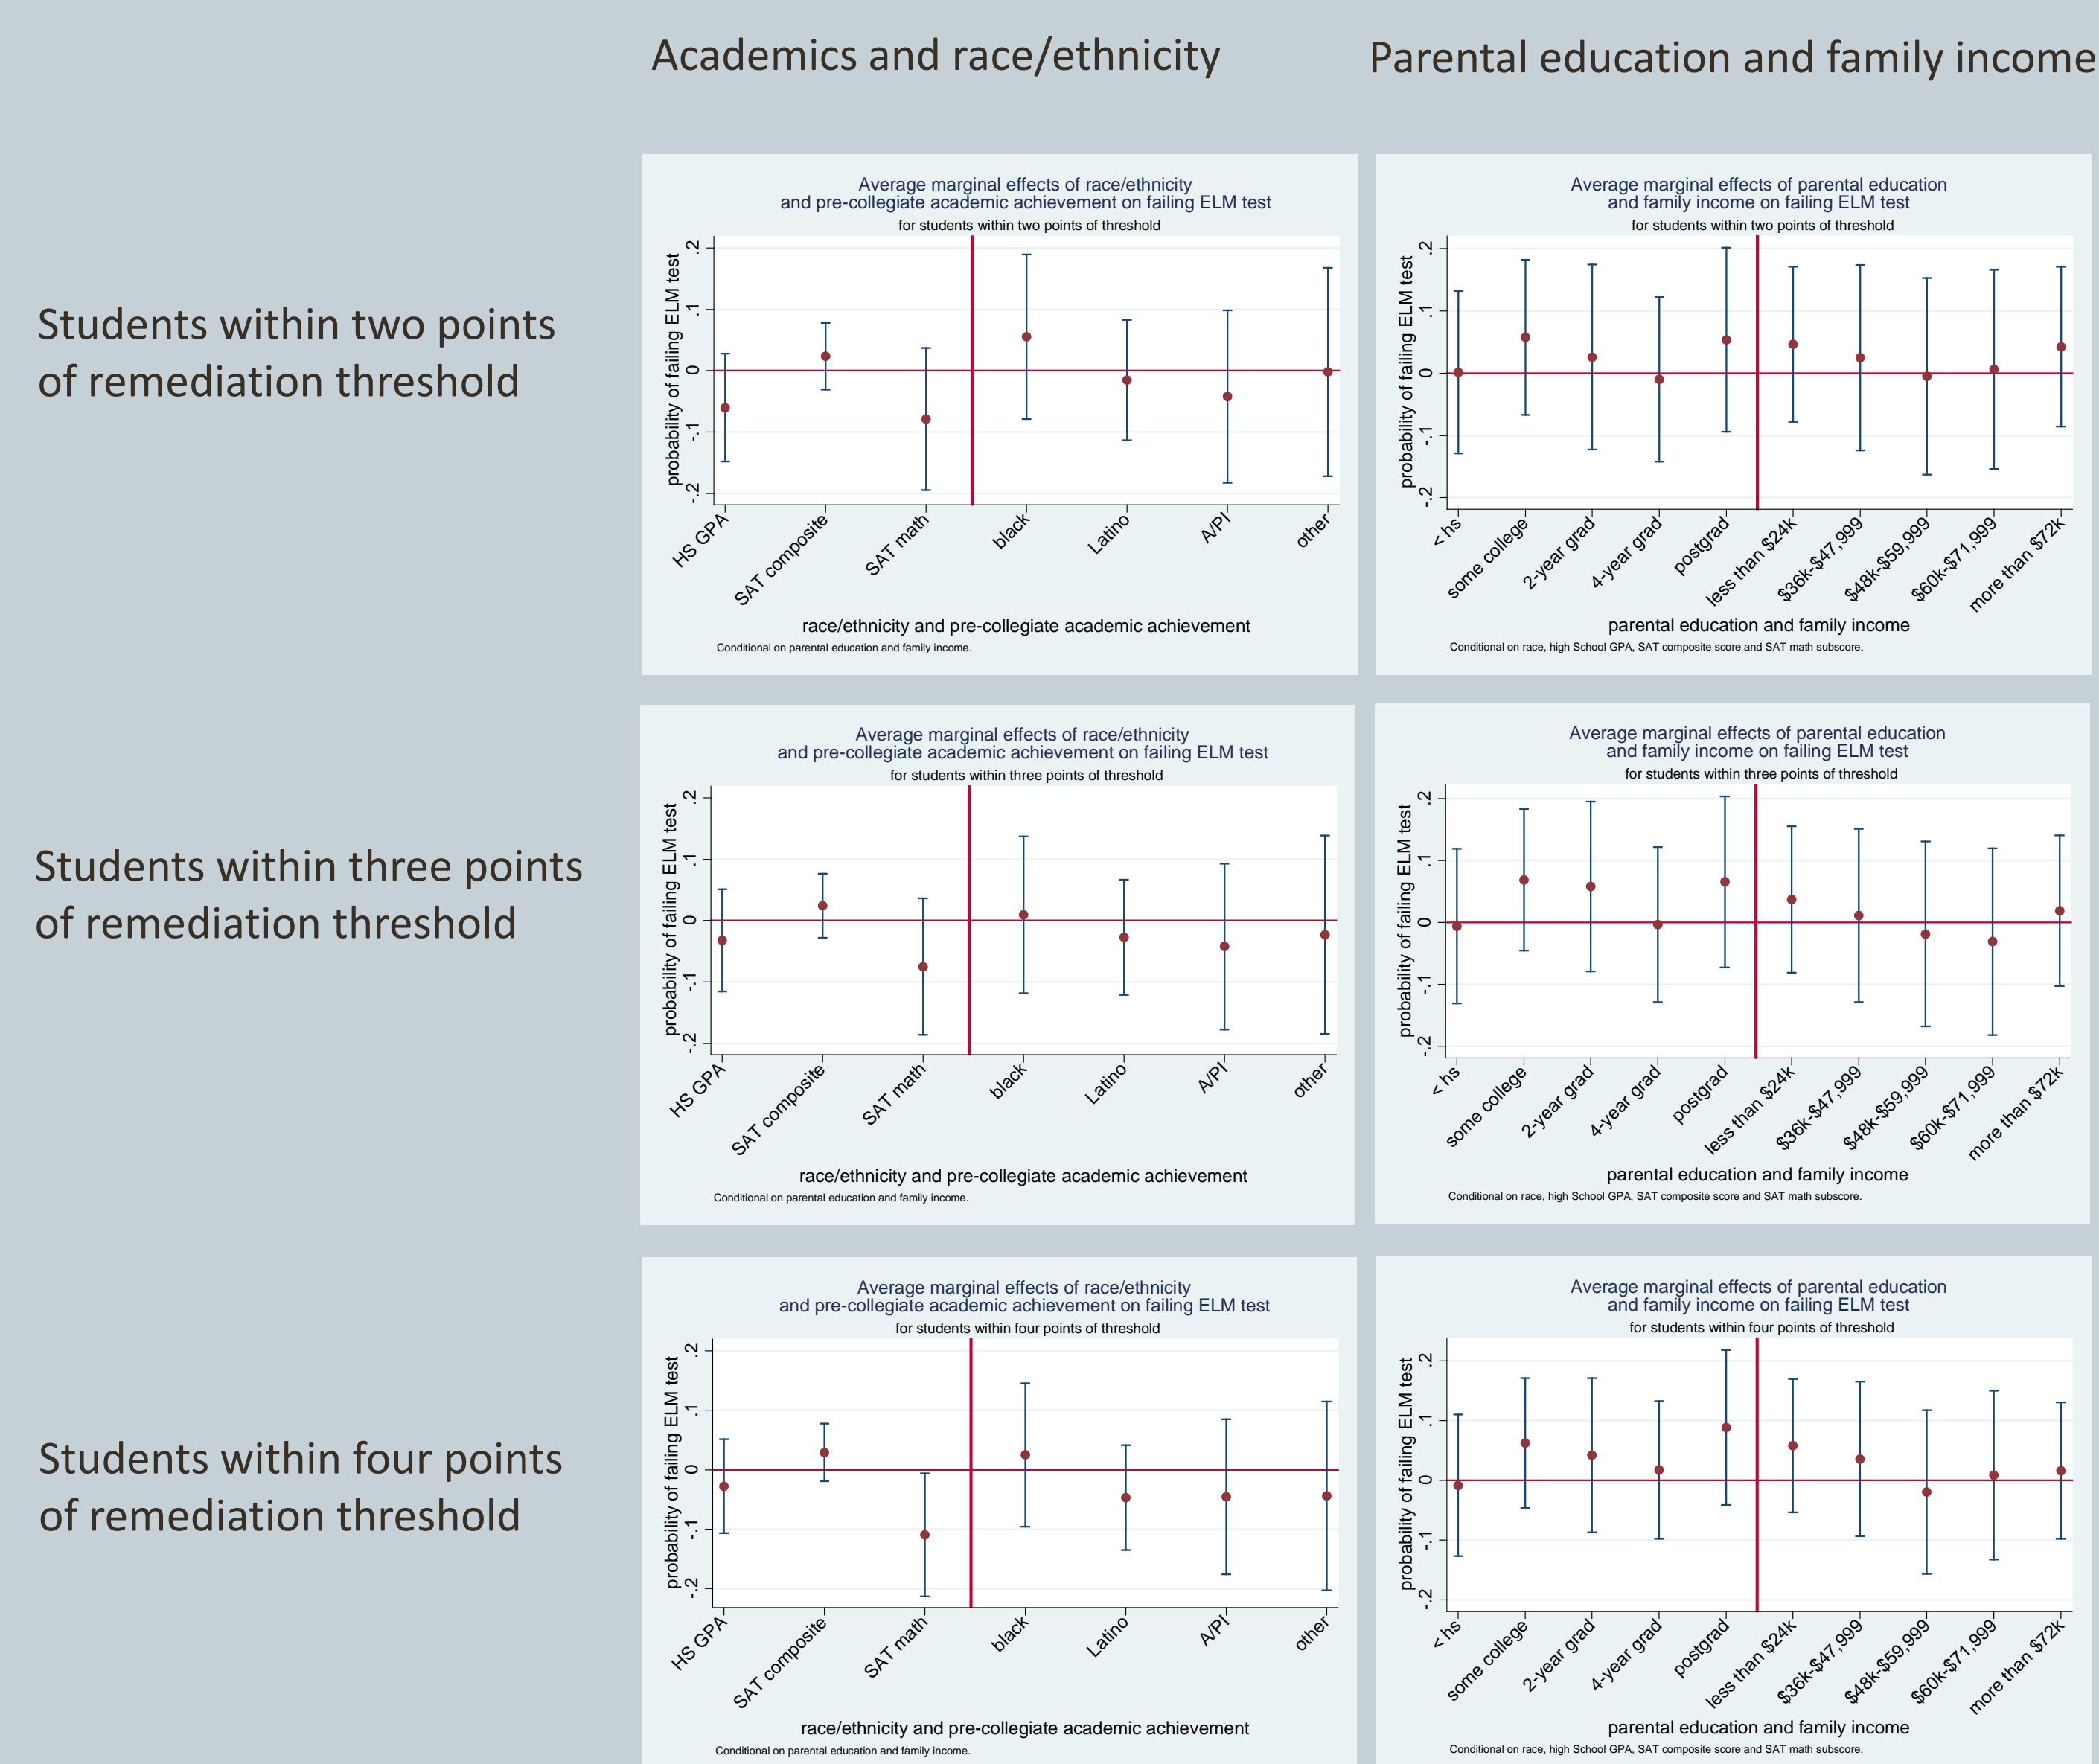 Academics and race/ethnicity
Parental education and family income
Students within two points
of remediation threshold
Average marginal effects of race/ethnicity
and pre-collegiate academic achievement on failing ELM test
for students within two points of threshold
probability of failing ELM test
.2
.1
0
-.1
-.2
HS GPA
SAT composite
SAT math
black
Latino
A/PI
other
race/ethnicity and pre-collegiate academic achievement
Conditional on parental education and family income.
Average marginal effects of parental education
and family income on failing ELM test
for students within two points of threshold
probability of failing ELM test
.2
.1
0
-.1
-.2
< hs
some college
2-year grad
4-year grad
postgrad
less than $24k
$36k-$47,999
$48k-$59,999
$60k-$71,999
more than $72k
parental education and family income
Conditional on race, high School GPA, SAT composite score and SAT math subscore.
Students within three points
of remediation threshold
Average marginal effects of race/ethnicity
and pre-collegiate academic achievement on failing ELM test
for students within three points of threshold
probability of failing ELM test
.2
.1
0
-.1
-.2
HS GPA
SAT composite
SAT math
black
Latino
A/PI
other
race/ethnicity and pre-collegiate academic achievement
Conditional on parental education and family income.
Average marginal effects of parental education
and family income on failing ELM test
for students within three points of threshold
probability of failing ELM test
.2
.1
0
-.1
-.2
< hs
some college
2-year grad
4-year grad
postgrad
less than $24k
$36k-$47,999
$48k-$59,999
$60k-$71,999
more than $72k
parental education and family income
Conditional on race, high School GPA, SAT composite score and SAT math subscore.
Students within four points
of remediation threshold
Average marginal effects of race/ethnicity
and pre-collegiate academic achievement on failing ELM test
for students within four points of threshold
probability of failing ELM test
.2
.1
0
-.1
-.2
HS GPA
SAT composite
SAT math
black
Latino
A/PI
other
race/ethnicity and pre-collegiate academic achievement
Conditional on parental education and family income.
Average marginal effects of parental education
and family income on failing ELM test
for students within four points of threshold
probability of failing ELM test
.2
.1
0
-.1
-.2
< hs
some college
2-year grad
4-year grad
postgrad
less than $24k
$36k-$47,999
$48k-$59,999
$60k-$71,999
more than $72k
parental education and family income
Conditional on race, high School GPA, SAT composite score and SAT math subscore.